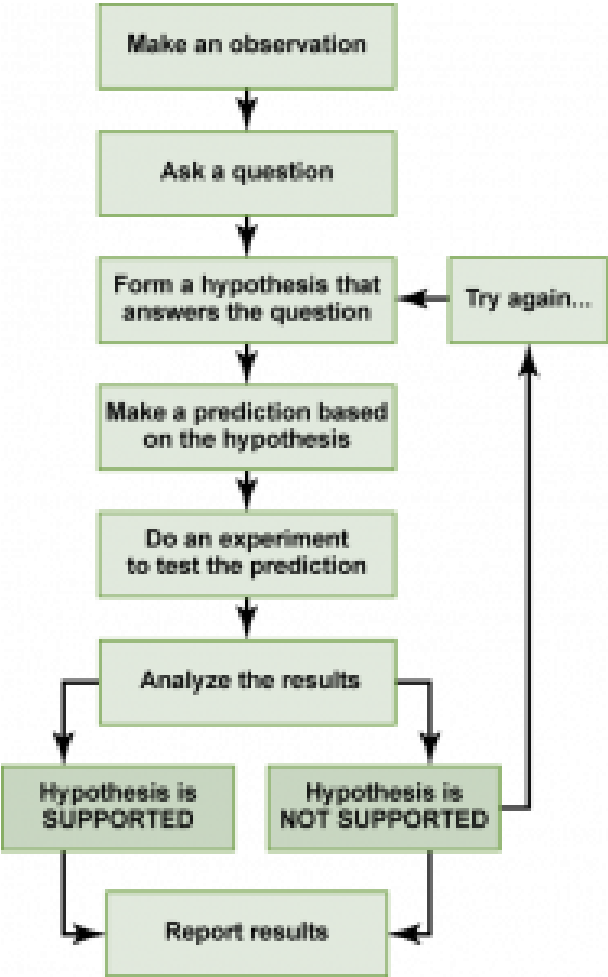 Make an observation
Ask a question
Form a hypothesis that
answers the question
Try again...
Make a prediction based
on the hypothesis
Do an experiment
to test the prediction
Analyze the results
Hypothesis is
SUPPORTED
Hypothesis is
NOT SUPPORTED
Report results